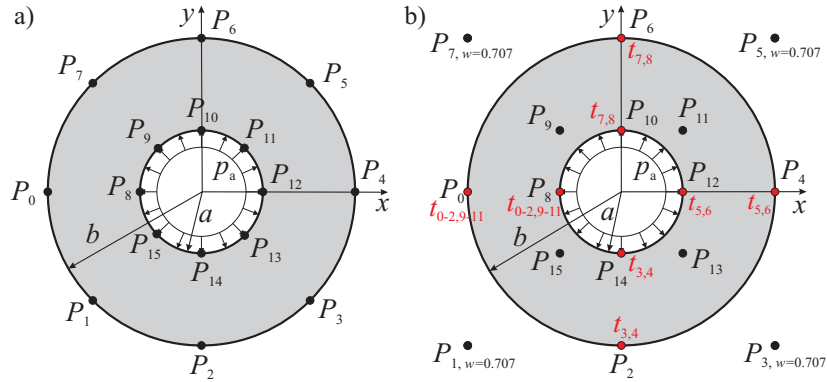 a)
y
P6
P7
P5
P10
P9
P11
pa
P0
P8
P12
P4
x
a
b
P15
P13
P14
P1
P3
P2
b)
y
P6
P7, w=0.707
t7,8
P5, w=0.707
P10
P9
t7,8
P11
pa
P0
P8
P12
P4
x
t0-2,9-11
t0-2,9-11
a
t5,6
t5,6
b
P15
P14
P13
t3,4
t3,4
P1, w=0.707
P2
P3, w=0.707